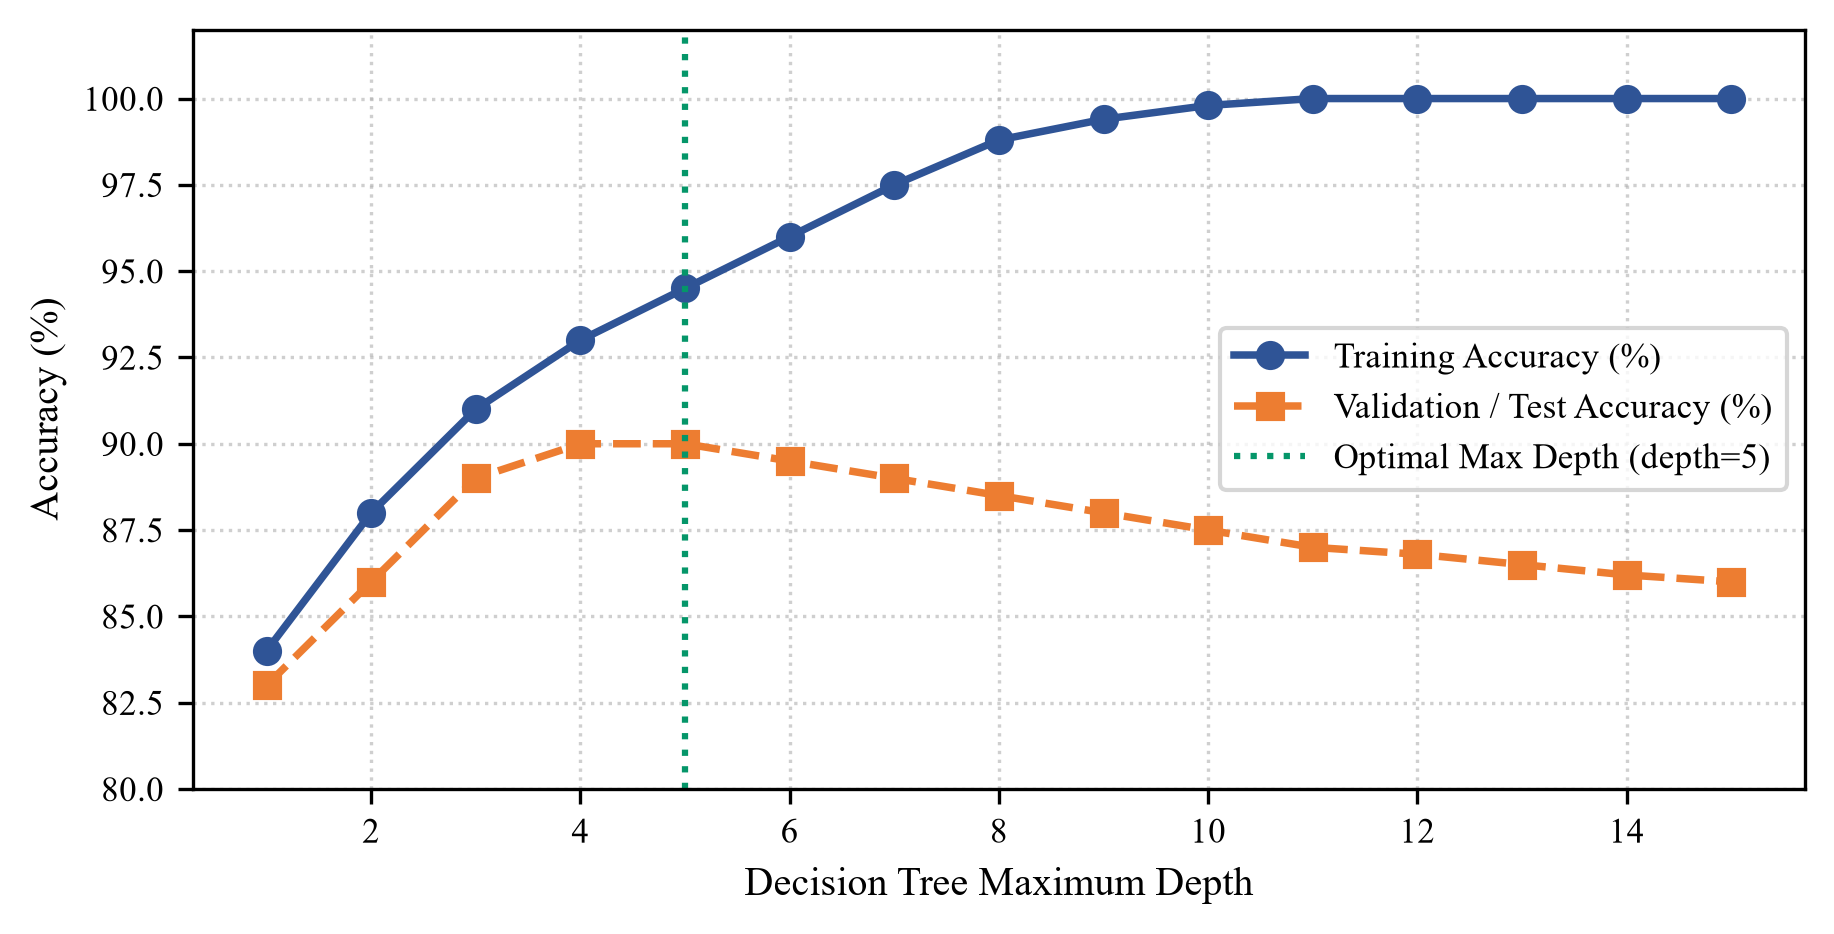 100.0
97.5
95.0
92.5
90.0
87.5
85.0
82.5
80.0
Accuracy (%)
Training Accuracy (%)
Validation / Test Accuracy (%)
Optimal Max Depth (depth=5)
2 4 6 8 10 12 14
Decision Tree Maximum Depth